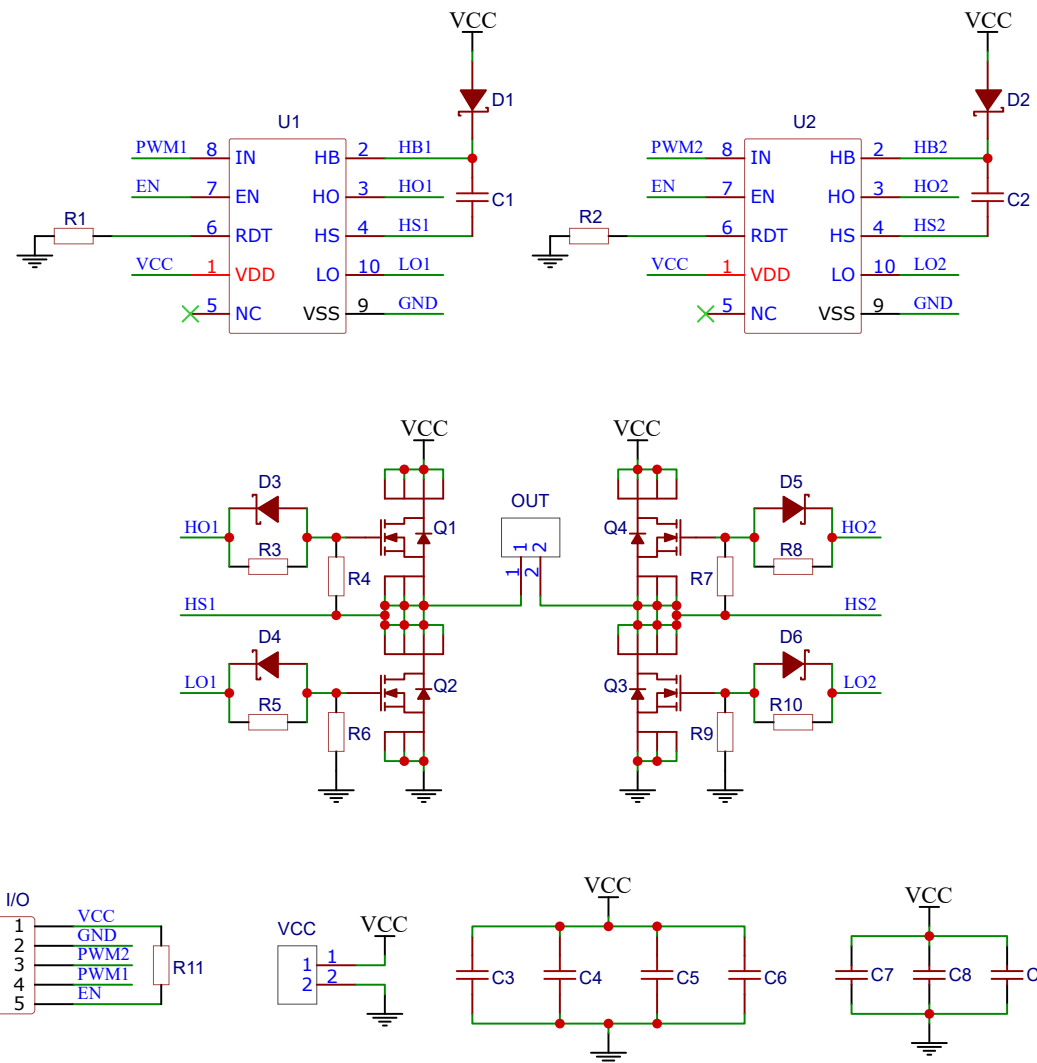 VCC
D1
U1
PWM1 8 IN HB 2 HB1
EN 7 EN HO 3 HO1
C1
R1 6 RDT HS 4 HS1
VCC 1 VDD LO 10 LO1
5 NC VSS 9 GND
VCC
D2
U2
PWM2 8 IN HB 2 HB2
EN 7 EN HO 3 HO2
C2
R2 6 RDT HS 4 HS2
VCC 1 VDD LO 10 LO2
5 NC VSS 9 GND
VCC VCC
D3 OUT D5
HO1 Q1 1 2 Q4 HO2
R3 R8
R4 1 2 R7
HS1 HS2
D4 D6
LO1 Q2 Q3 LO2
R5 R10
R6 R9
I/O
1 VCC
2 GND
3 PWM2
4 PWM1
5 EN
R11
VCC
VCC
1 1
2 2
VCC
C3 C4 C5 C6
VCC
C7 C8